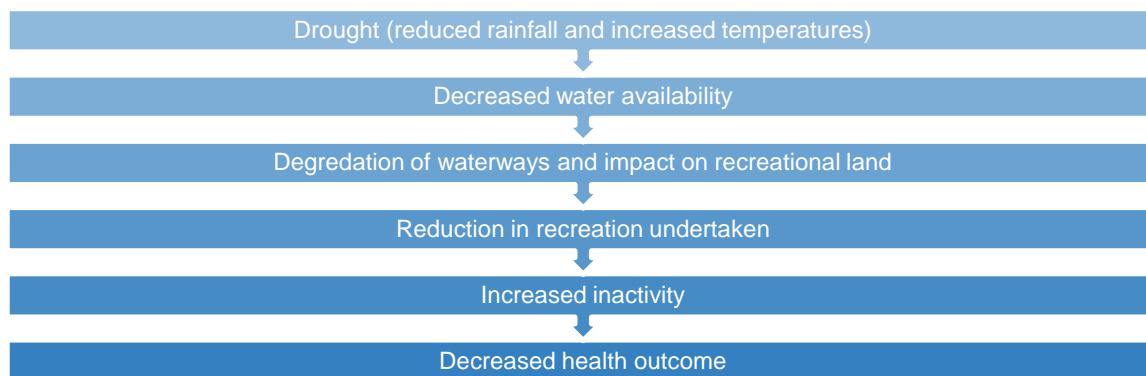 Drought (reduced rainfall and increased temperatures)
Decreased water availability
Degredation of waterways and impact on recreational land
Reduction in recreation undertaken
Increased inactivity
Decreased health outcome